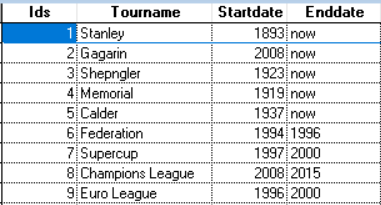 Ids Tourname Startdate Enddate
1 Stanley 1893 now
2 Gagarin 2008 now
3 Shepngler 1923 now
4 Memorial 1919 now
5 Calder 1937 now
6 Federation 1994 1996
7 Supercup 1997 2000
8 Champions League 2008 2015
9 Euro League 1996 2000